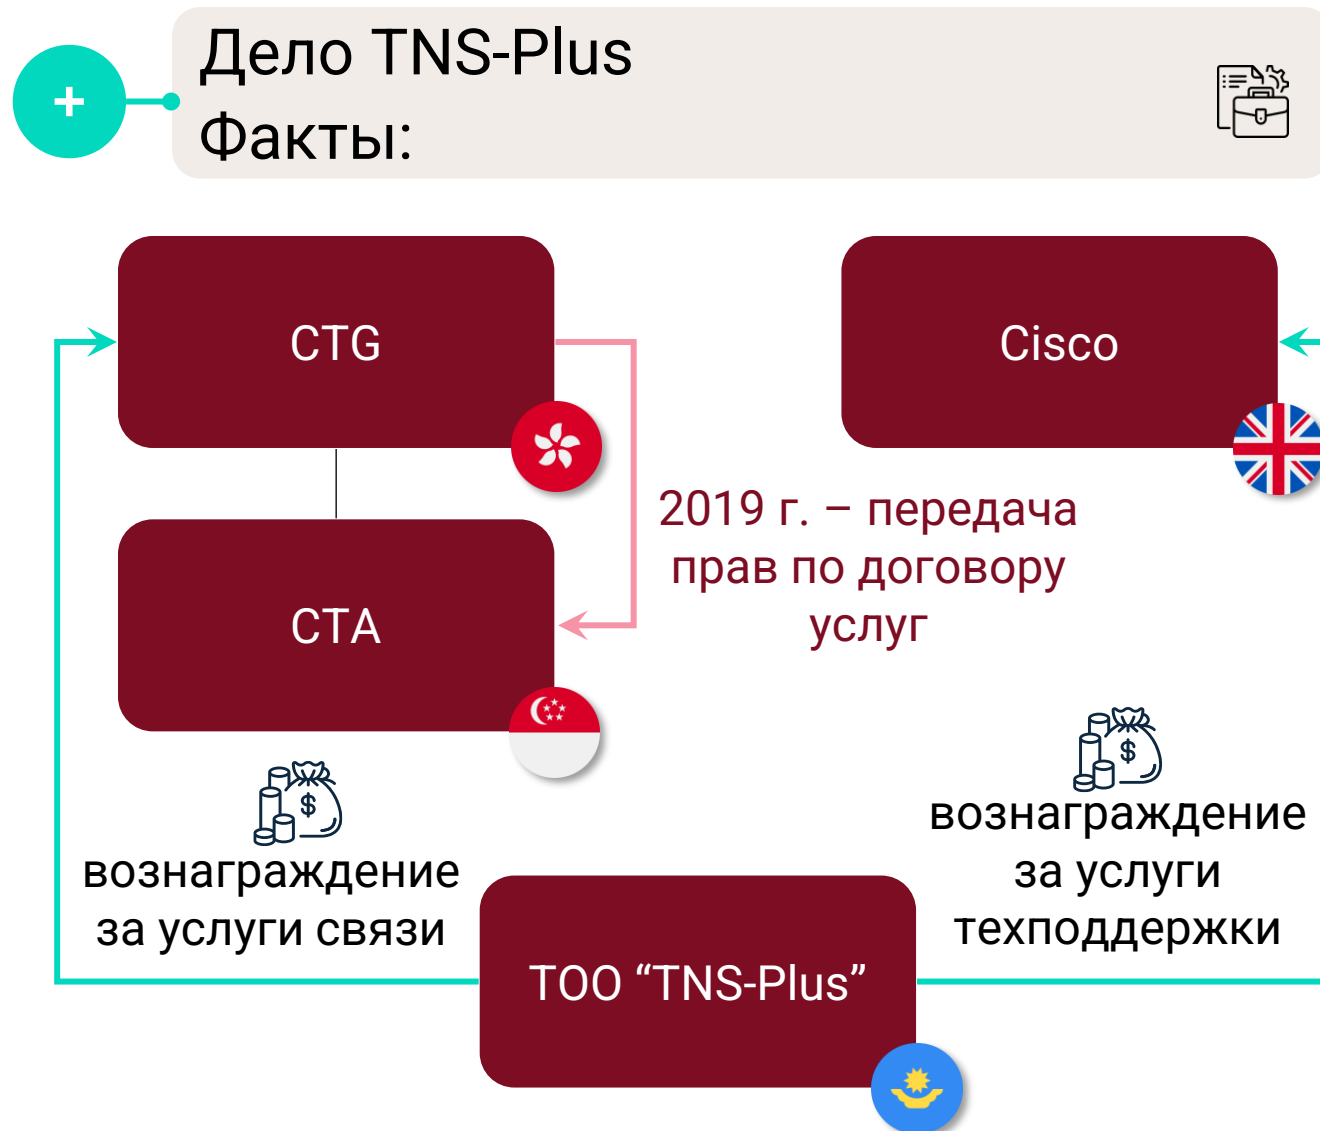 +
Дело TNS-Plus
Факты:
CTG
Cisco
2019 г. – передача
прав по договору
услуг
CTA
$
вознаграждение
за услуги связи
$
вознаграждение
за услуги
техподдержки
ТОО “TNS-Plus”